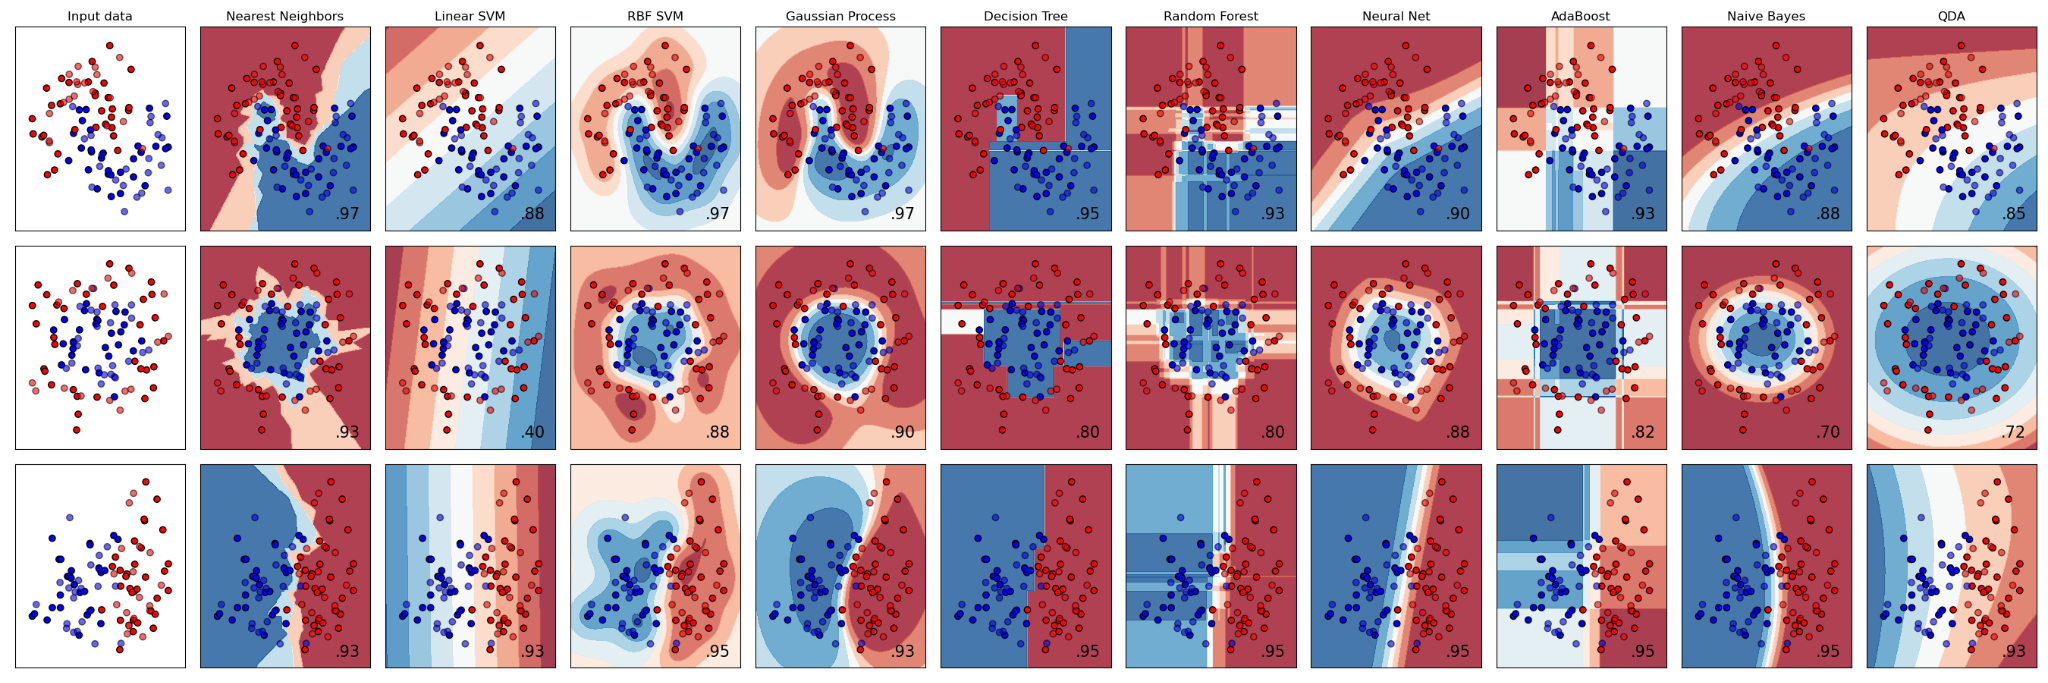 Input data Nearest Neighbors Linear SVM RBF SVM Gaussian Process Decision Tree Random Forest Neural Net AdaBoost Naive Bayes QDA
.97 .88 .97 .97 .95 .93 .90 .93 .88 .85
.93 .40 .88 .90 .80 .80 .88 .82 .70 .72
.93 .93 .95 .93 .95 .95 .95 .95 .95 .93